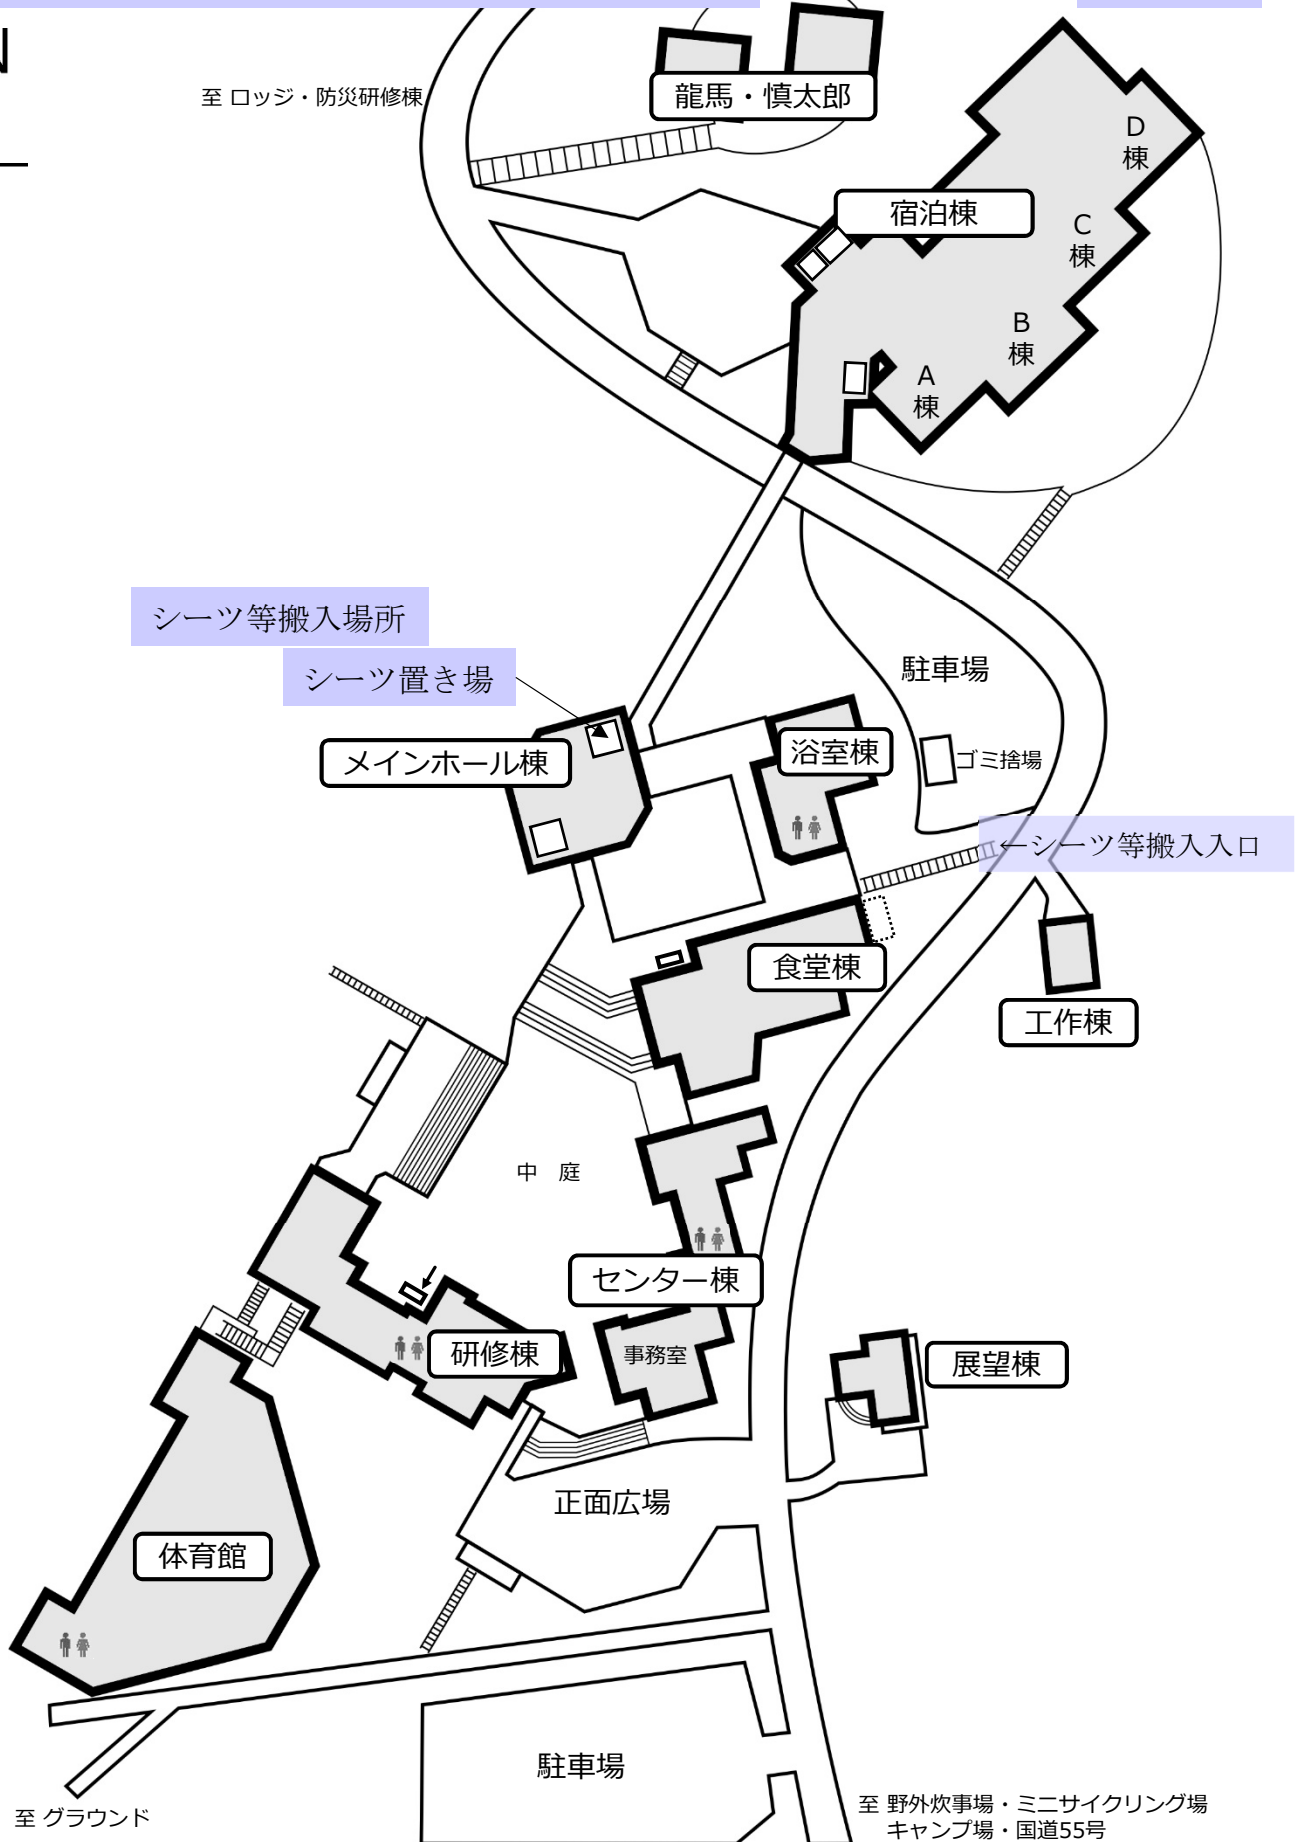 N
至 ロッジ・防災研修棟
龍馬・慎太郎
D
棟
宿泊棟
C
棟
B
棟
A
棟
シーツ等搬入場所
シーツ置き場
駐車場
メインホール棟
浴室棟
ゴミ捨場
←シーツ等搬入入口
食堂棟
工作棟
中 庭
センター棟
研修棟
事務室
展望棟
正面広場
体育館
駐車場
至 グラウンド
至 野外炊事場・ミニサイクリング場
キャンプ場・国道55号